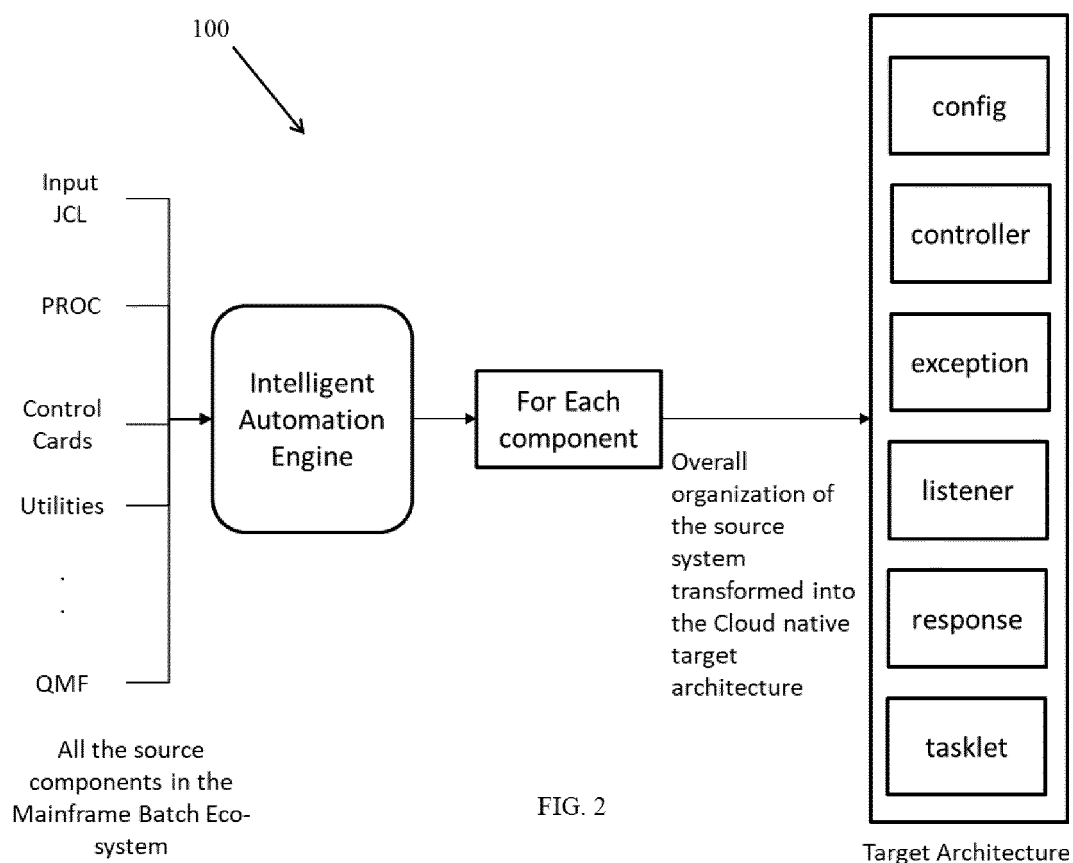 100
Input
JCL
PROC
Control
Cards
Utilities
.
.
QMF
All the source
components in the
Mainframe Batch Eco-
system
Intelligent
Automation
Engine
For Each
component
Overall
organization of
the source
system
transformed into
the Cloud native
target
architecture
config
controller
exception
listener
response
tasklet
Target Architecture
FIG. 2